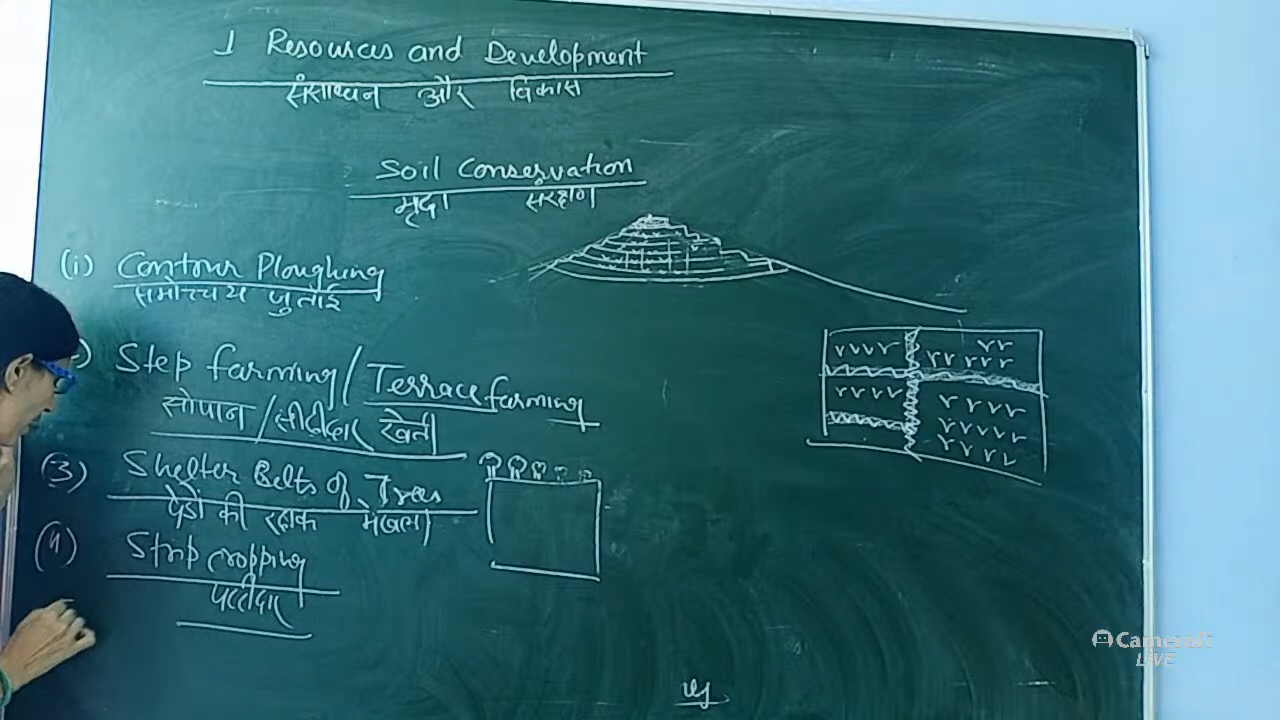 1 Resources and Development
संसाधन और विकास
Soil Conservation
मृदा संरक्षण
(i) Contour Ploughing
समोच्चय जुताई
Step farming/Terrace farming
सोपान/सीढ़ीदार खेती
(3) Shelter Belts of Trees
पेड़ों की रक्षक मेखला
(4) Strip cropping
पट्टीदार
LIVE